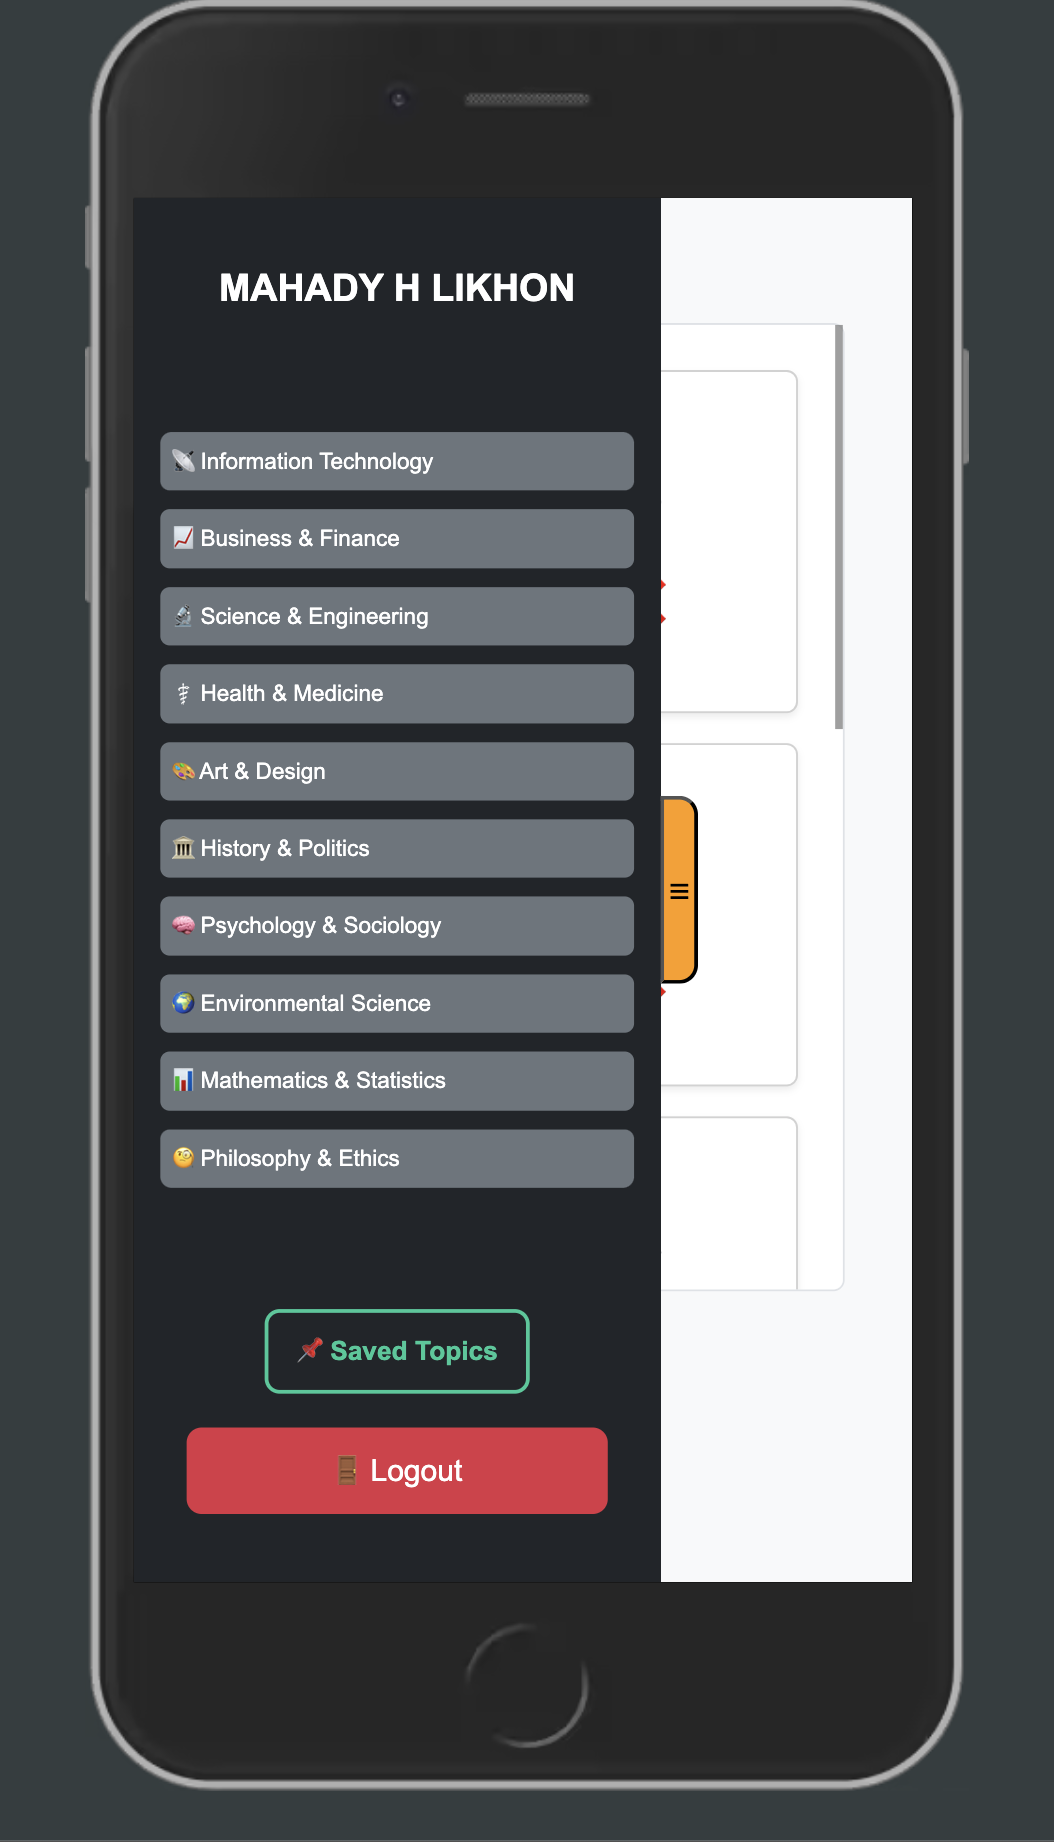 MAHADY H LIKHON
📡 Information Technology
📈 Business & Finance
🔬 Science & Engineering
⚕ Health & Medicine
🎨 Art & Design
🏛️ History & Politics
🧠 Psychology & Sociology
🌍 Environmental Science
📊 Mathematics & Statistics
🧐 Philosophy & Ethics
📌 Saved Topics
🚪 Logout